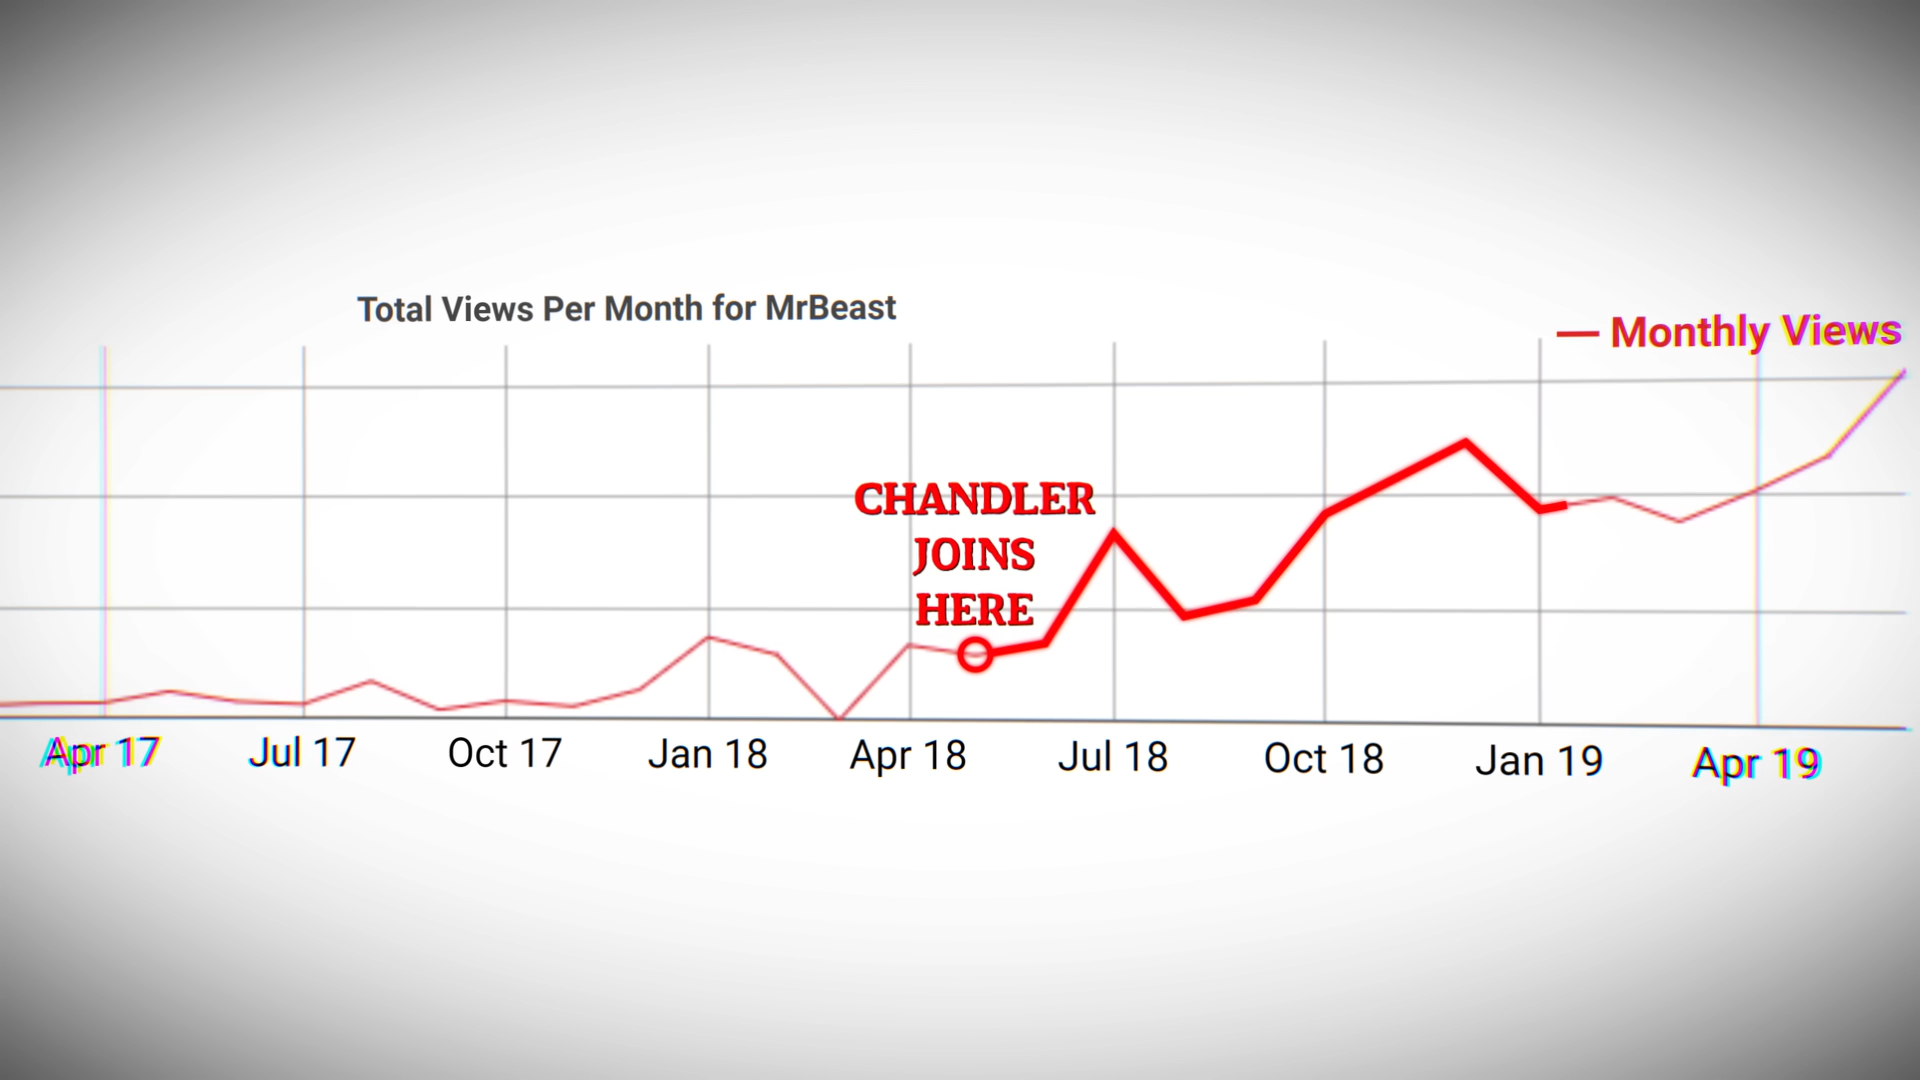 Total Views Per Month for MrBeast
Monthly Views
CHANDLER
JOINS
HERE
Apr 17
Jul 17
Oct 17
Jan 18
Apr 18
Jul 18
Oct 18
Jan 19
Apr 19